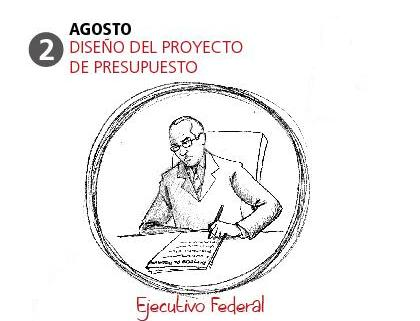 2
AGOSTO
DISEÑO DEL PROYECTO
DE PRESUPUESTO
Ejecutivo Federal